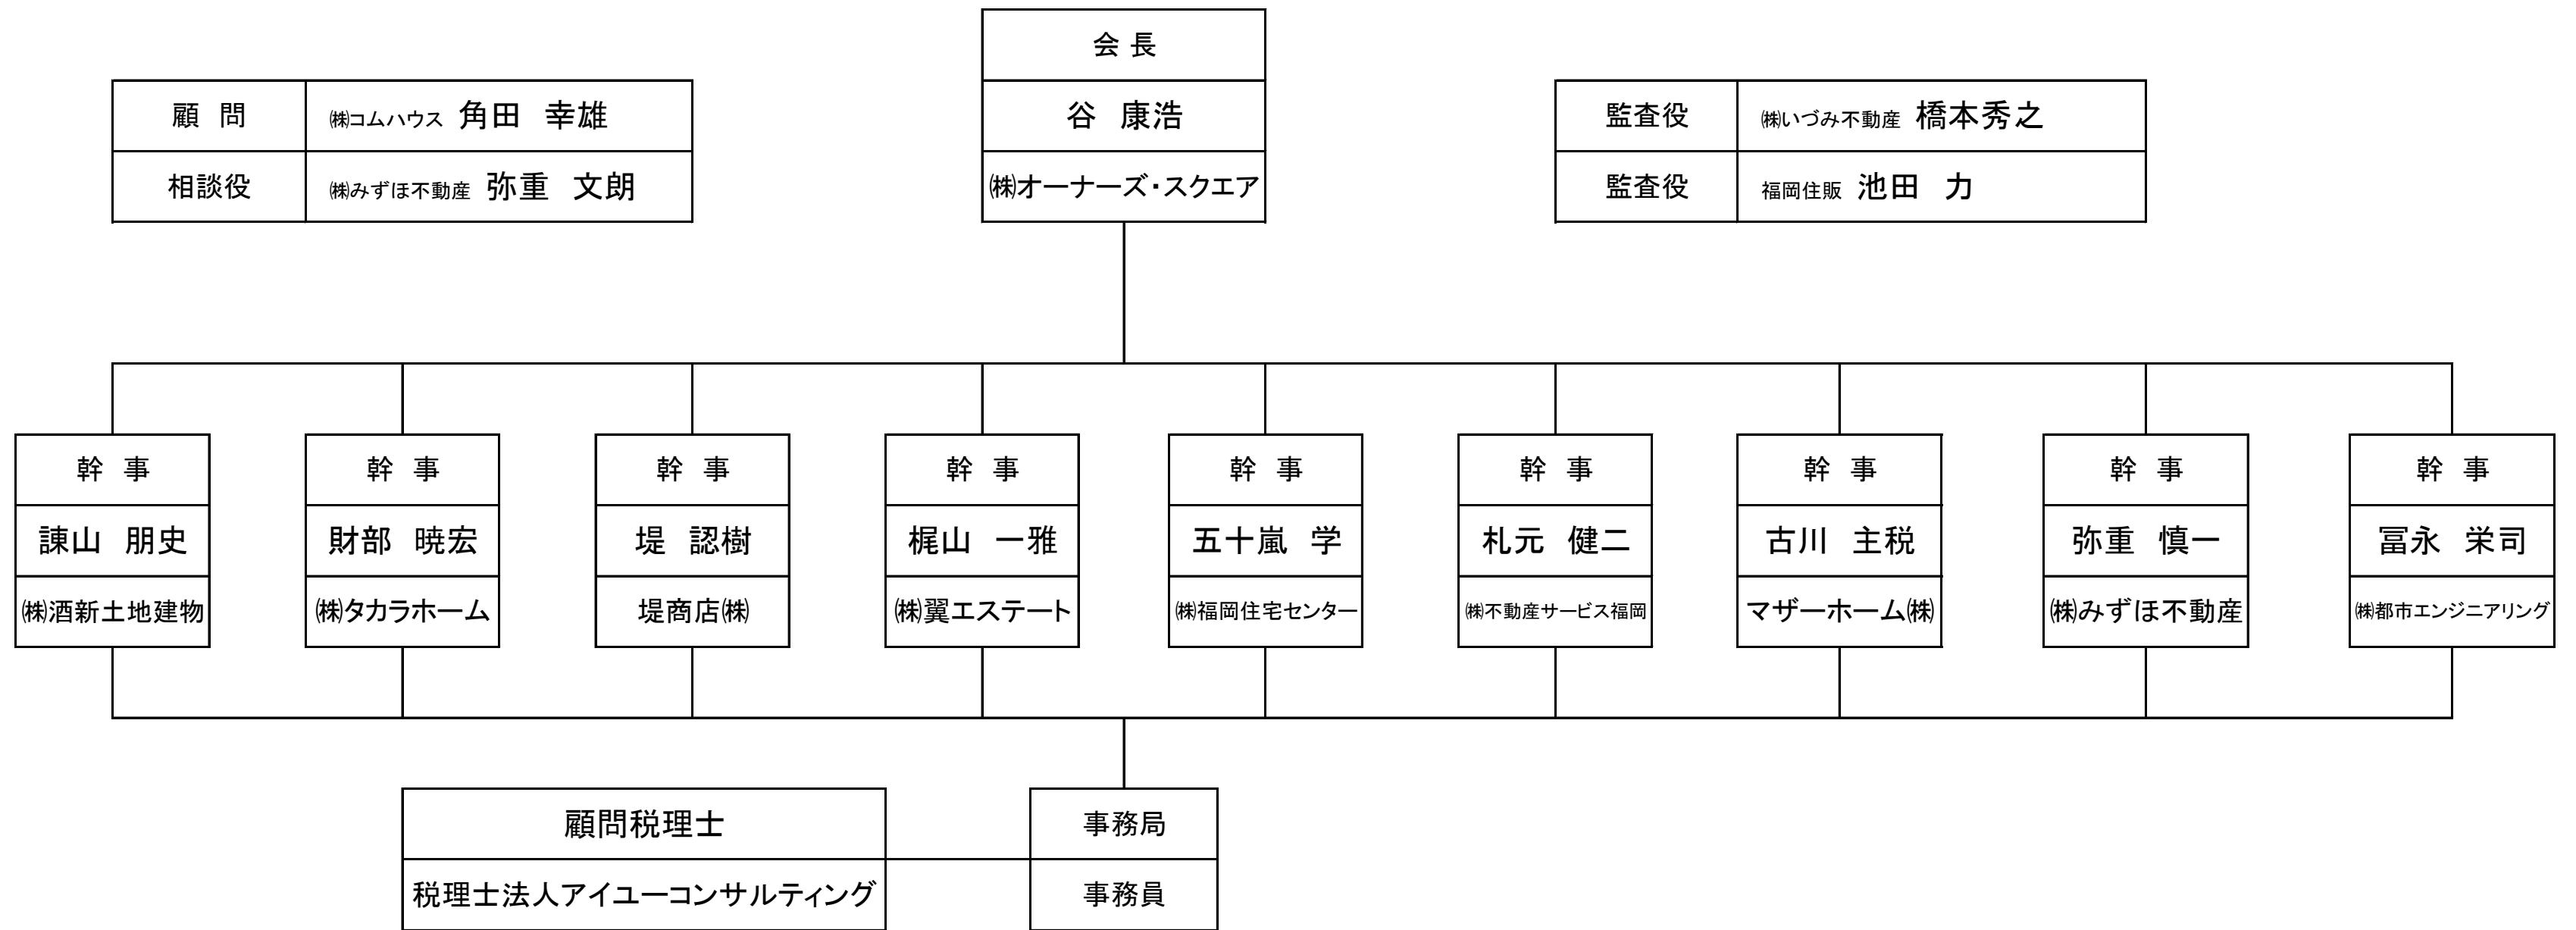 会 長
谷 康浩
㈱オーナーズ・スクエア
顧 問 ㈱コムハウス 角田 幸雄
相談役 ㈱みずほ不動産 弥重 文朗
監査役 ㈱いづみ不動産 橋本秀之
監査役 福岡住販 池田 力
幹 事
諌山 朋史
㈱酒新土地建物
幹 事
財部 暁宏
㈱タカラホーム
幹 事
堤 認樹
堤商店㈱
幹 事
梶山 一雅
㈱翼エステート
幹 事
五十嵐 学
㈱福岡住宅センター
幹 事
札元 健二
㈱不動産サービス福岡
幹 事
古川 主税
マザーホーム㈱
幹 事
弥重 慎一
㈱みずほ不動産
幹 事
冨永 栄司
㈱都市エンジニアリング
顧問税理士
税理士法人アイユーコンサルティング
事務局
事務員